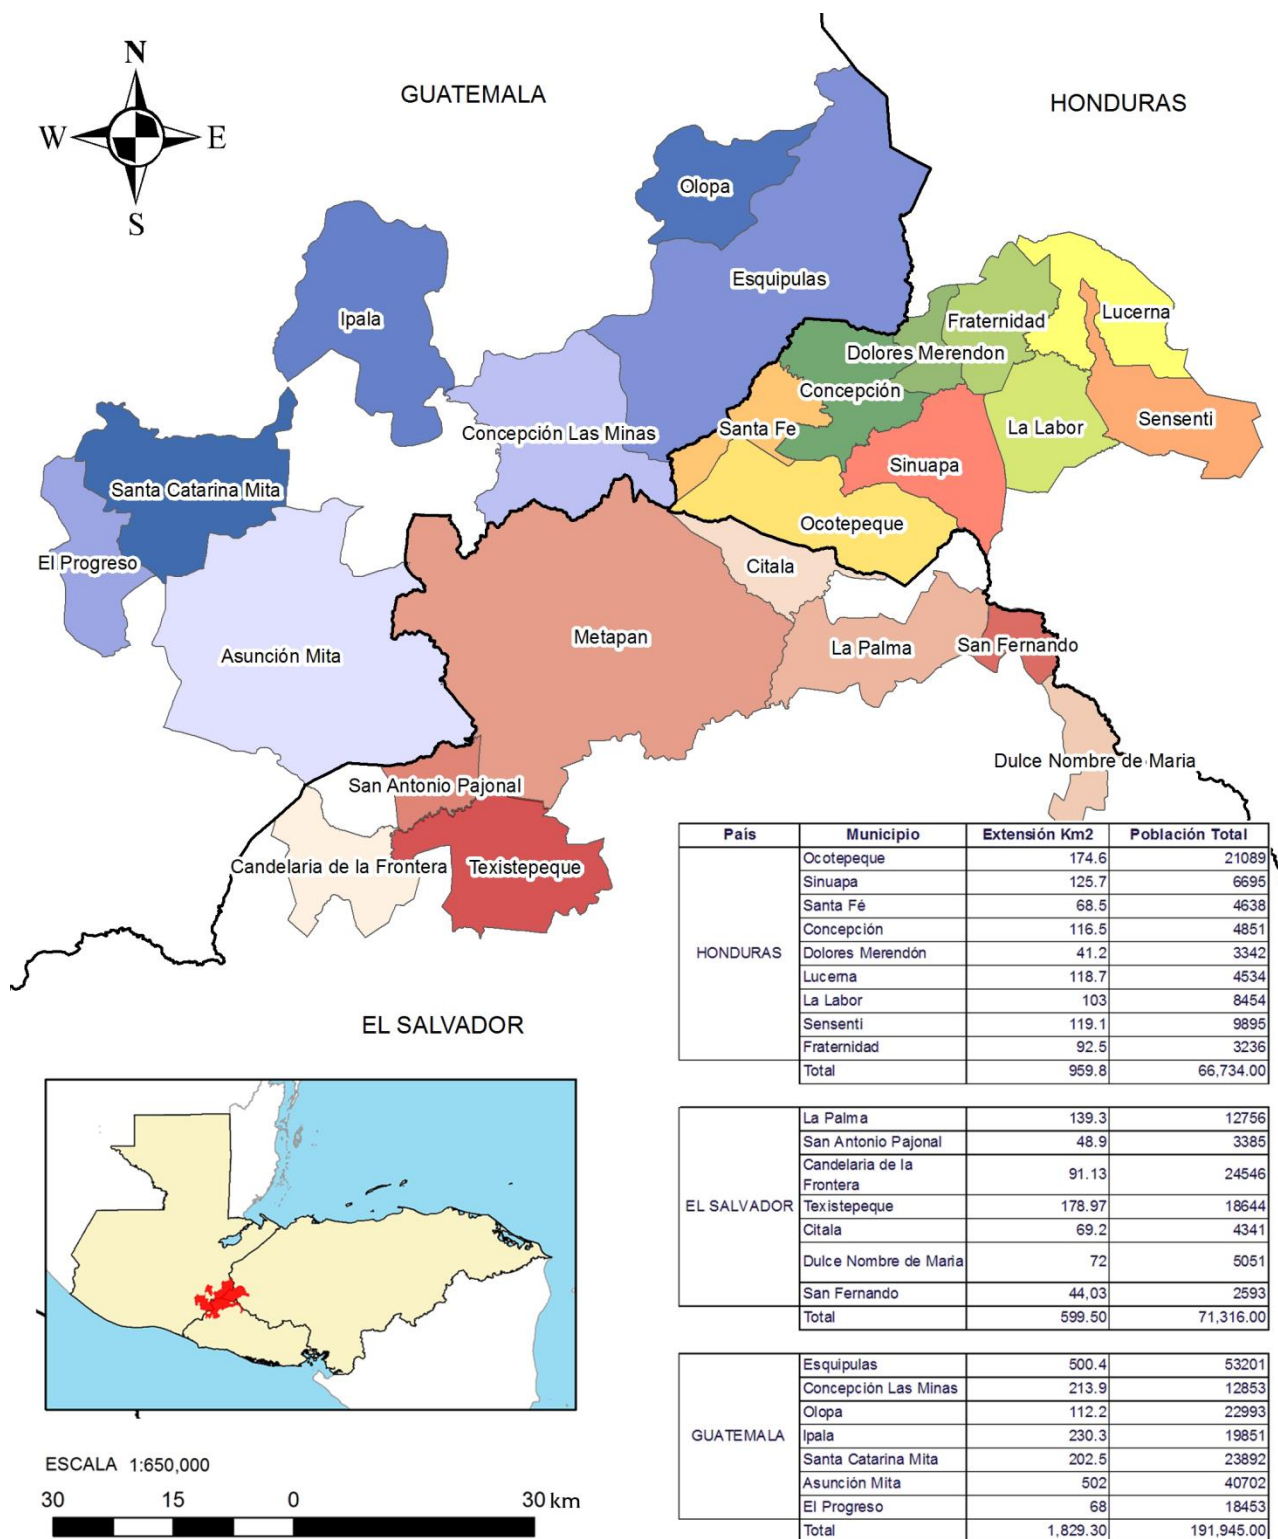 N
W E
S
GUATEMALA
HONDURAS
Olopa
Esquipulas
Ipala
Fraternidad
Lucerna
Dolores Merendon
Concepción
Santa Fe
Concepción Las Minas
La Labor
Sensenti
Sinuapa
Santa Catarina Mita
Ocotepeque
El Progreso
Citala
Metapan
Asunción Mita
La Palma
San Fernando
Dulce Nombre de Maria
San Antonio Pajonal
Candelaria de la Frontera
Texistepeque
EL SALVADOR
País Municipio Extensión Km2 Población Total
HONDURAS
Ocotepeque 174.6 21089
Sinuapa 125.7 6695
Santa Fé 68.5 4638
Concepción 116.5 4851
Dolores Merendón 41.2 3342
Lucerna 118.7 4534
La Labor 103 8454
Sensenti 119.1 9895
Fraternidad 92.5 3236
Total 959.8 66,734.00
EL SALVADOR
La Palma 139.3 12756
San Antonio Pajonal 48.9 3385
Candelaria de la
Frontera 91.13 24546
Texistepeque 178.97 18644
Citala 69.2 4341
Dulce Nombre de Maria 72 5051
San Fernando 44,03 2593
Total 599.50 71,316.00
GUATEMALA
Esquipulas 500.4 53201
Concepción Las Minas 213.9 12853
Olopa 112.2 22993
Ipala 230.3 19851
Santa Catarina Mita 202.5 23892
Asunción Mita 502 40702
El Progreso 68 18453
Total 1,829.30 191,945.00
ESCALA 1:650,000
30 15 0 30 km